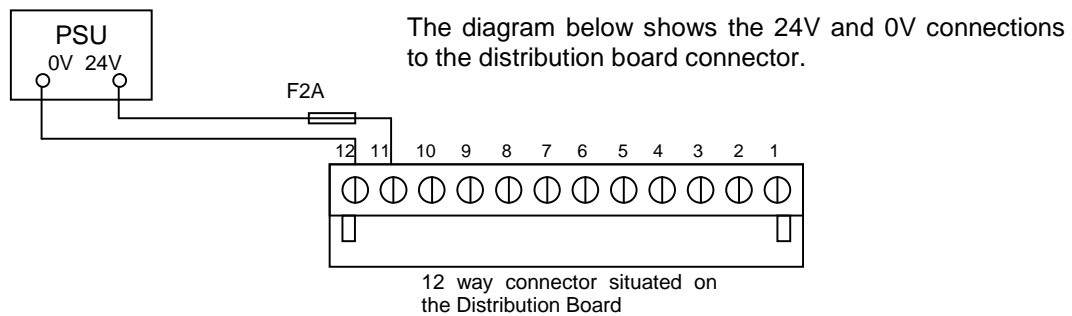 PSU
0V 24V
The diagram below shows the 24V and 0V connections
to the distribution board connector.
F2A
12 11 10 9 8 7 6 5 4 3 2 1
12 way connector situated on
the Distribution Board